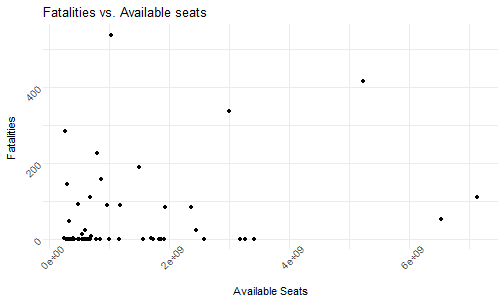 Fatalities vs. Available seats
400
200
0
Fatalities
0e+00
2e+09
4e+09
6e+09
Available Seats